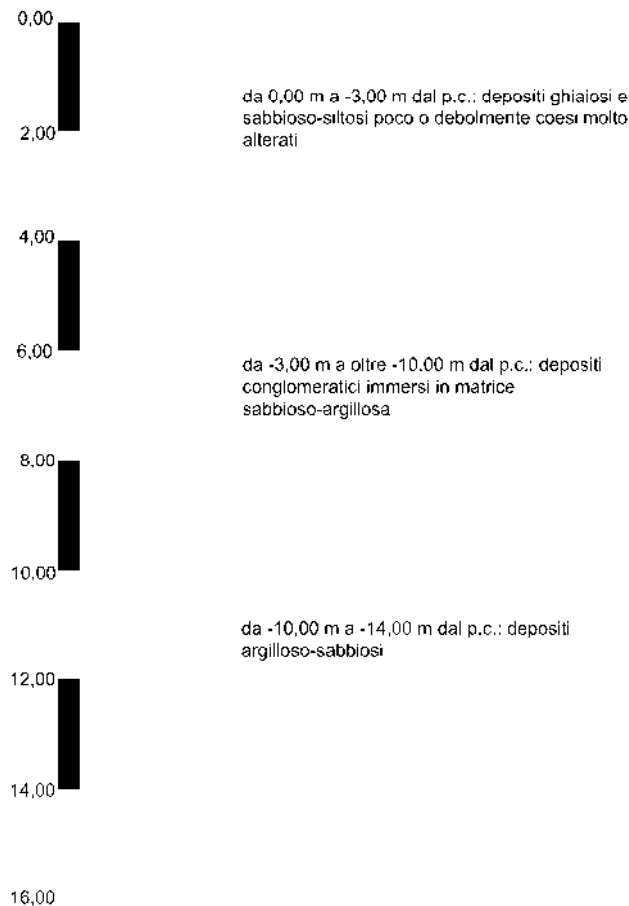 0,00
da 0,00 m a -3,00 m dal p.c.: depositi ghiaiosi e
sabbioso-siltosi poco o debolmente coesi molto
alterati
2,00
4,00
6,00
da -3,00 m a oltre -10.00 m dal p.c.: depositi
conglomeratici immersi in matrice
sabbioso-argillosa
8,00
10,00
da -10,00 m a -14,00 m dal p.c.: depositi
argilloso-sabbiosi
12,00
14,00
16,00